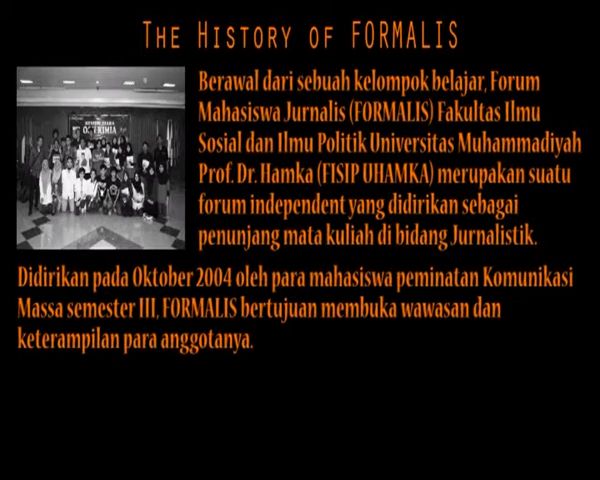 The History of FORMALIS
Berawal dari sebuah kelompok belajar, Forum
Mahasiswa Jurnalis (FORMALIS) Fakultas Ilmu
Sosial dan Ilmu Politik Universitas Muhammadiyah
Prof. Dr. Hamka (FISIP UHAMKA) merupakan suatu
forum independent yang didirikan sebagai
penunjang mata kuliah di bidang Jurnalistik.
Didirikan pada Oktober 2004 oleh para mahasiswa peminatan Komunikasi
Massa semester III, FORMALIS bertujuan membuka wawasan dan
keterampilan para anggotanya.